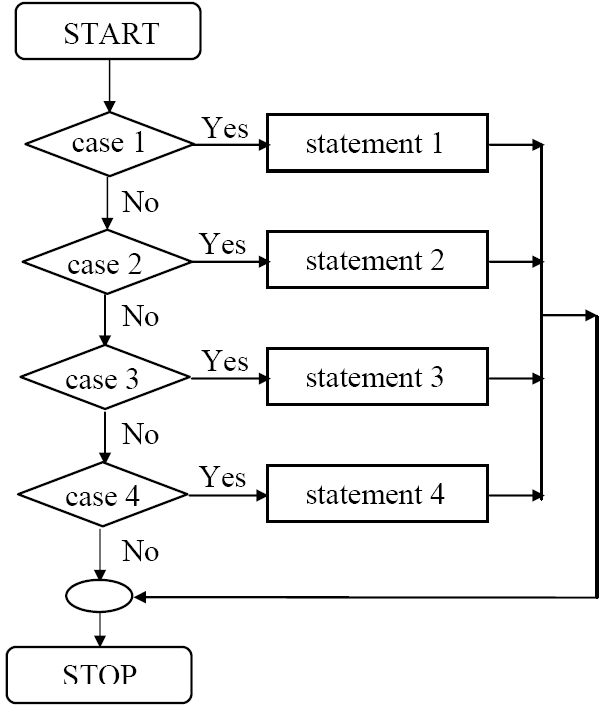 START
case 1
Yes
statement 1
No
case 2
Yes
statement 2
No
case 3
Yes
statement 3
No
case 4
Yes
statement 4
No
STOP